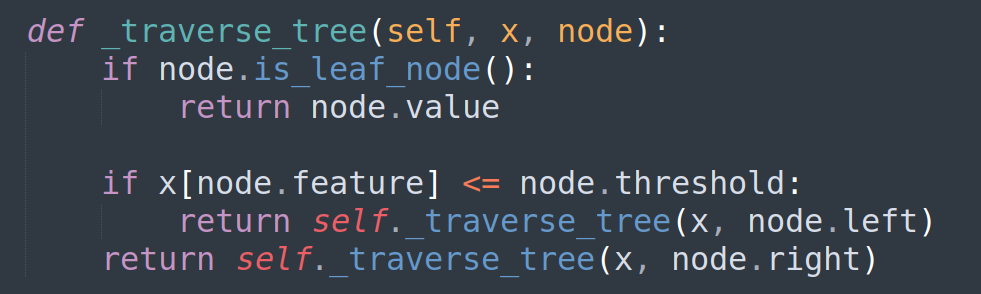 def _traverse_tree(self, x, node):
    if node.is_leaf_node():
        return node.value

    if x[node.feature] <= node.threshold:
        return self._traverse_tree(x, node.left)
    return self._traverse_tree(x, node.right)